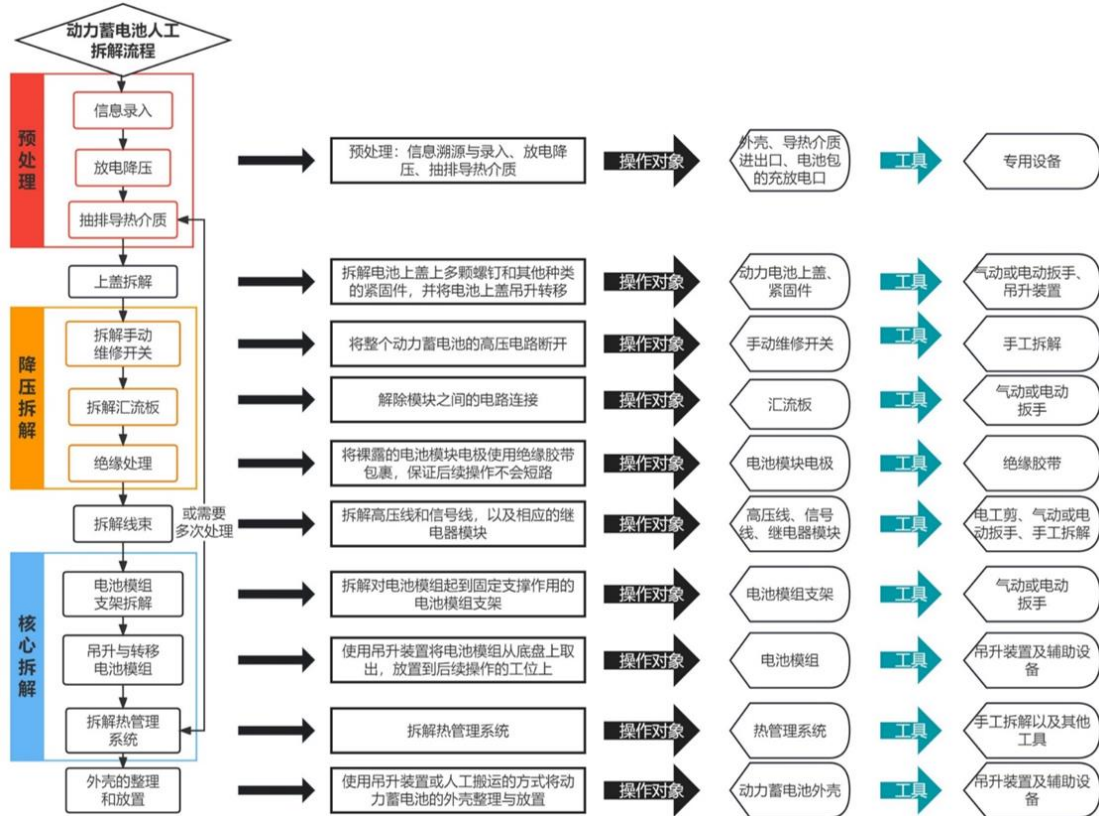 动力蓄电池人工
拆解流程
预处理
信息录入
放电降压
抽排导热介质
预处理：信息溯源与录入、放电降
压、抽排导热介质
操作对象
外壳、导热介质
进出口、电池包
的充放电口
工具
专用设备
上盖拆解
拆解电池上盖上多颗螺钉和其他种类
的紧固件，并将电池上盖吊升转移
操作对象
动力电池上盖、
紧固件
工具
气动或电动扳手、
吊升装置
降压拆解
拆解手动
维修开关
将整个动力蓄电池的高压电路断开
操作对象
手动维修开关
工具
手工拆解
拆解汇流板
解除模块之间的电路连接
操作对象
汇流板
工具
气动或电动
扳手
绝缘处理
将裸露的电池模块电极使用绝缘胶带
包裹，保证后续操作不会短路
操作对象
电池模块电极
工具
绝缘胶带
拆解线束
或需要
多次处理
拆解高压线和信号线，以及相应的继
电器模块
操作对象
高压线、信号
线、继电器模块
工具
电工剪、气动或电
动扳手、手工拆解
核心拆解
电池模组
支架拆解
拆解对电池模组起到固定支撑作用的
电池模组支架
操作对象
电池模组支架
工具
气动或电动
扳手
吊升与转移
电池模组
使用吊升装置将电池模组从底盘上取
出，放置到后续操作的工位上
操作对象
电池模组
工具
吊升装置及辅助设
备
拆解热管理
系统
拆解热管理系统
操作对象
热管理系统
工具
手工拆解以及其他
工具
外壳的整理
和放置
使用吊升装置或人工搬运的方式将动
力蓄电池的外壳整理与放置
操作对象
动力蓄电池外壳
工具
吊升装置及辅助设
备